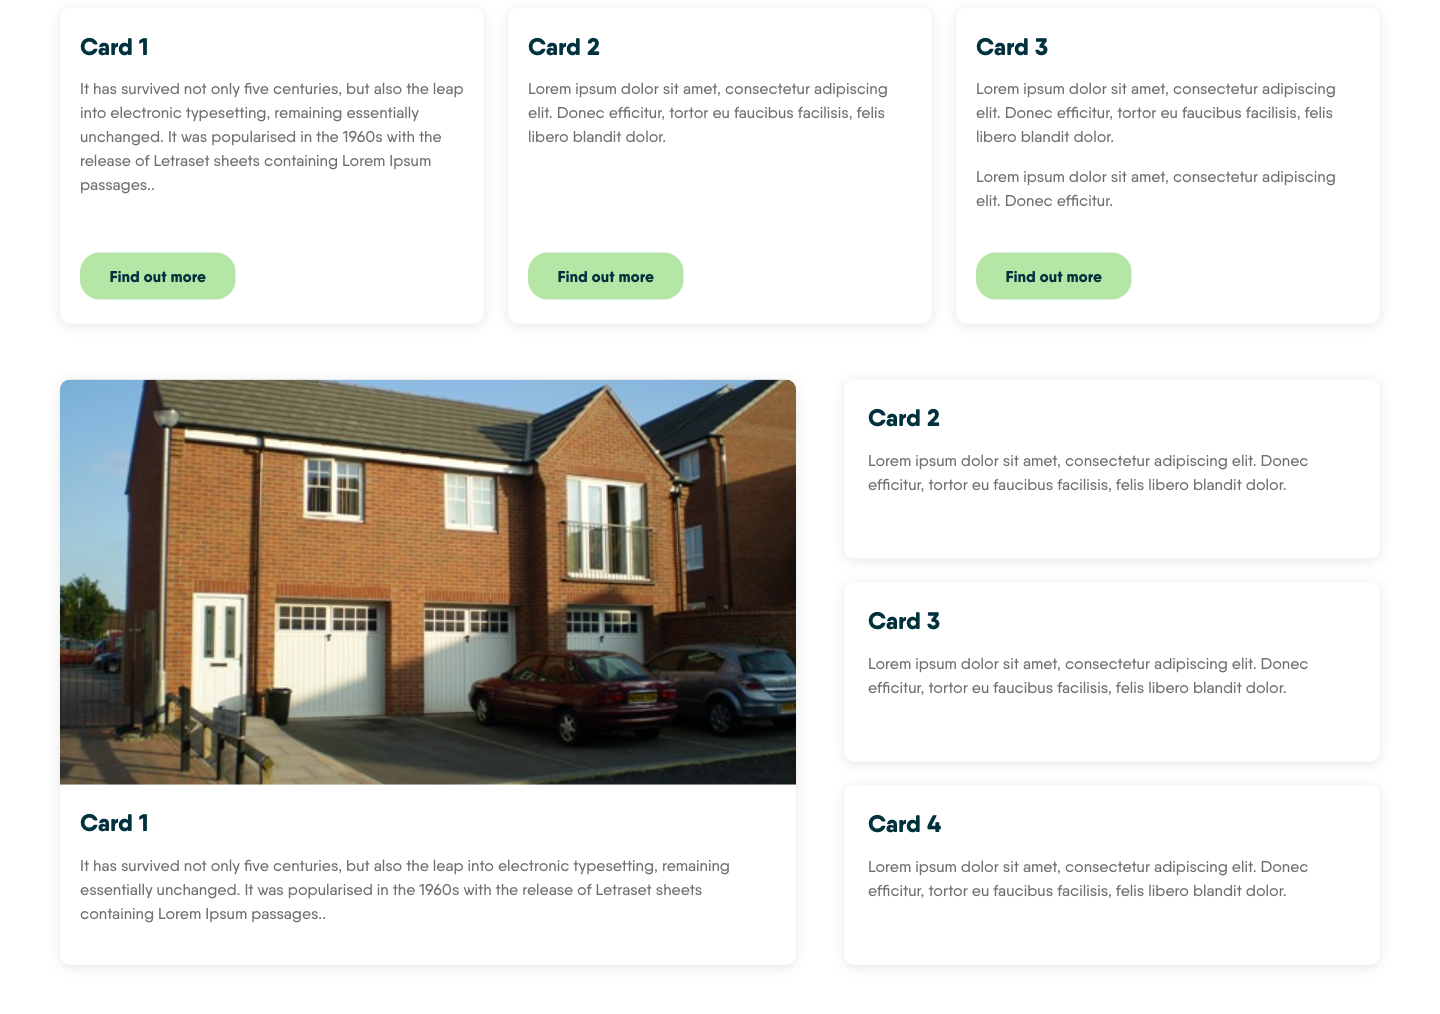 Card 1
It has survived not only five centuries, but also the leap
into electronic typesetting, remaining essentially
unchanged. It was popularised in the 1960s with the
release of Letraset sheets containing Lorem Ipsum
passages..
Find out more
Card 2
Lorem ipsum dolor sit amet, consectetur adipiscing
elit. Donec efficitur, tortor eu faucibus facilisis, felis
libero blandit dolor.
Find out more
Card 3
Lorem ipsum dolor sit amet, consectetur adipiscing
elit. Donec efficitur, tortor eu faucibus facilisis, felis
libero blandit dolor.
Lorem ipsum dolor sit amet, consectetur adipiscing
elit. Donec efficitur.
Find out more
Card 1
It has survived not only five centuries, but also the leap into electronic typesetting, remaining
essentially unchanged. It was popularised in the 1960s with the release of Letraset sheets
containing Lorem Ipsum passages..
Card 2
Lorem ipsum dolor sit amet, consectetur adipiscing elit. Donec
efficitur, tortor eu faucibus facilisis, felis libero blandit dolor.
Card 3
Lorem ipsum dolor sit amet, consectetur adipiscing elit. Donec
efficitur, tortor eu faucibus facilisis, felis libero blandit dolor.
Card 4
Lorem ipsum dolor sit amet, consectetur adipiscing elit. Donec
efficitur, tortor eu faucibus facilisis, felis libero blandit dolor.